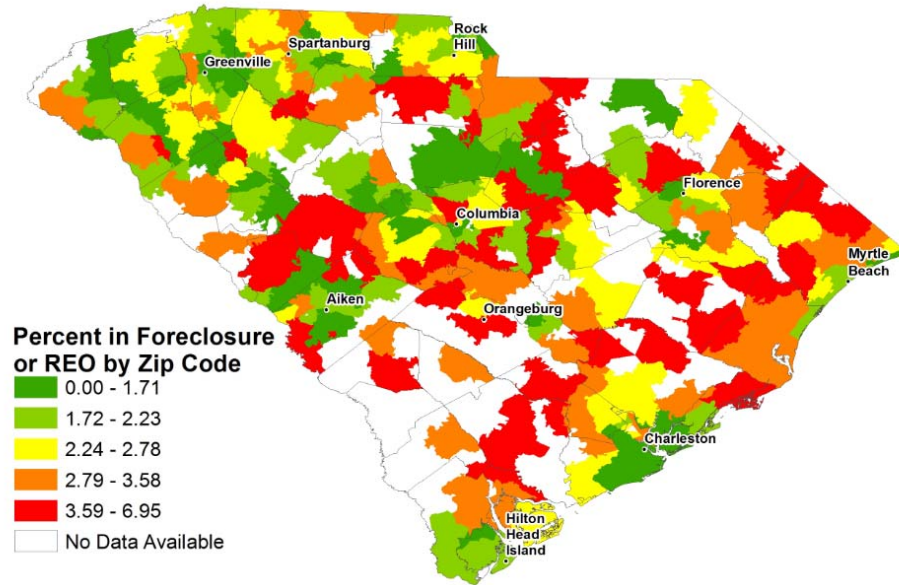 Rock
Hill
Spartanburg
Greenville
Florence
Columbia
Myrtle
Beach
Aiken
Orangeburg
Percent in Foreclosure
or REO by Zip Code
0.00 - 1.71
1.72 - 2.23
2.24 - 2.78
2.79 - 3.58
3.59 - 6.95
No Data Available
Charleston
Hilton
Head
Island